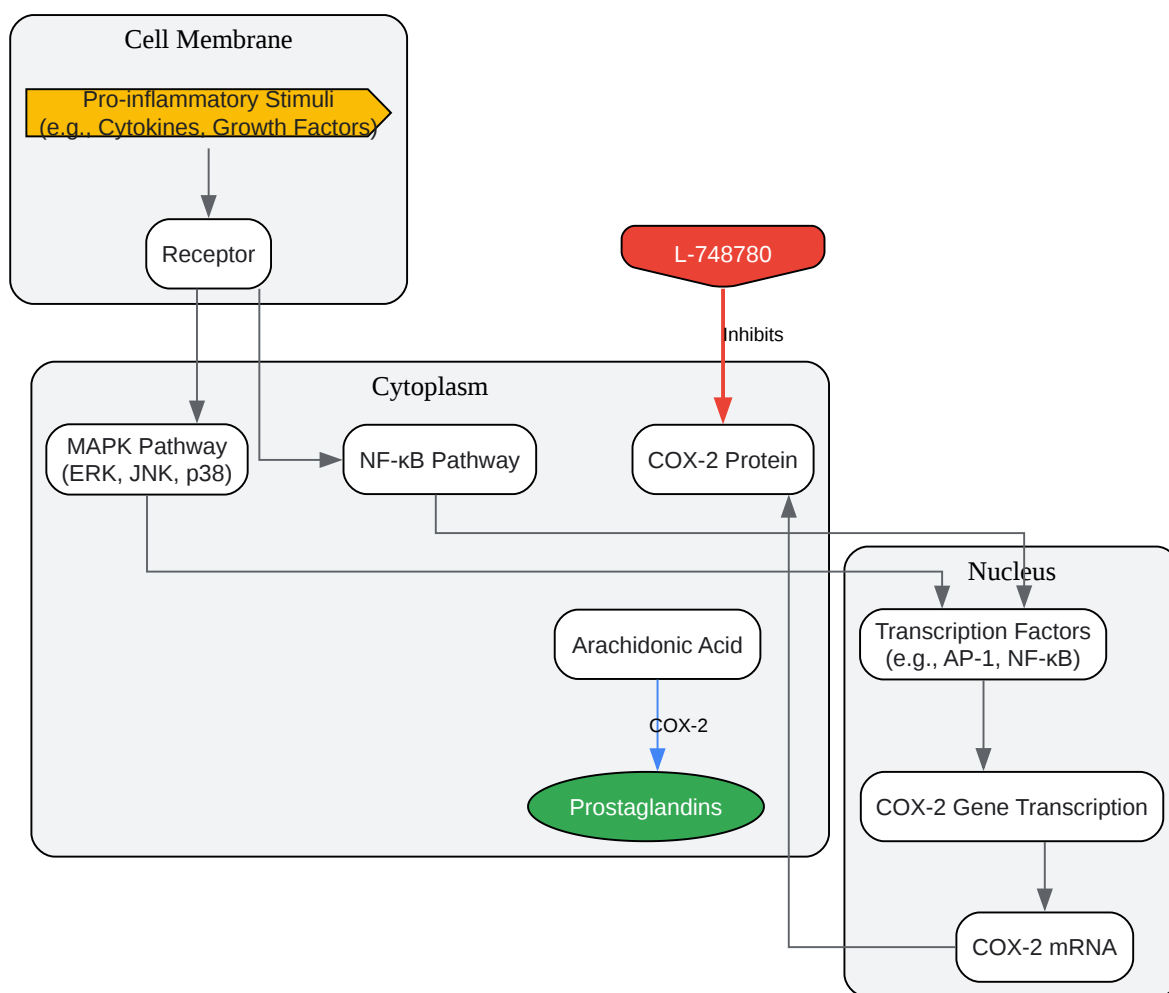 Cell Membrane
Pro-inflammatory Stimuli
(e.g., Cytokines, Growth Factors)
Receptor
L-748780
Inhibits
Cytoplasm
MAPK Pathway
(ERK, JNK, p38)
NF-κB Pathway
COX-2 Protein
Nucleus
Arachidonic Acid
Transcription Factors
(e.g., AP-1, NF-κB)
COX-2
Prostaglandins
COX-2 Gene Transcription
COX-2 mRNA